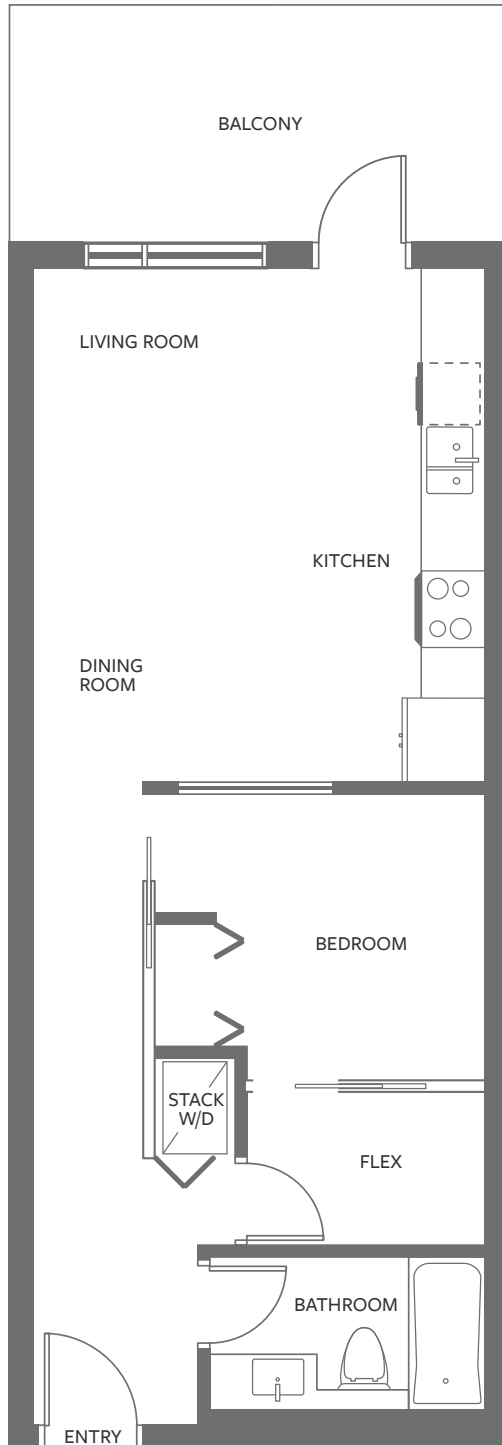 BALCONY
LIVING ROOM
KITCHEN
DINING
ROOM
BEDROOM
STACK
W/D
FLEX
BATHROOM
ENTRY